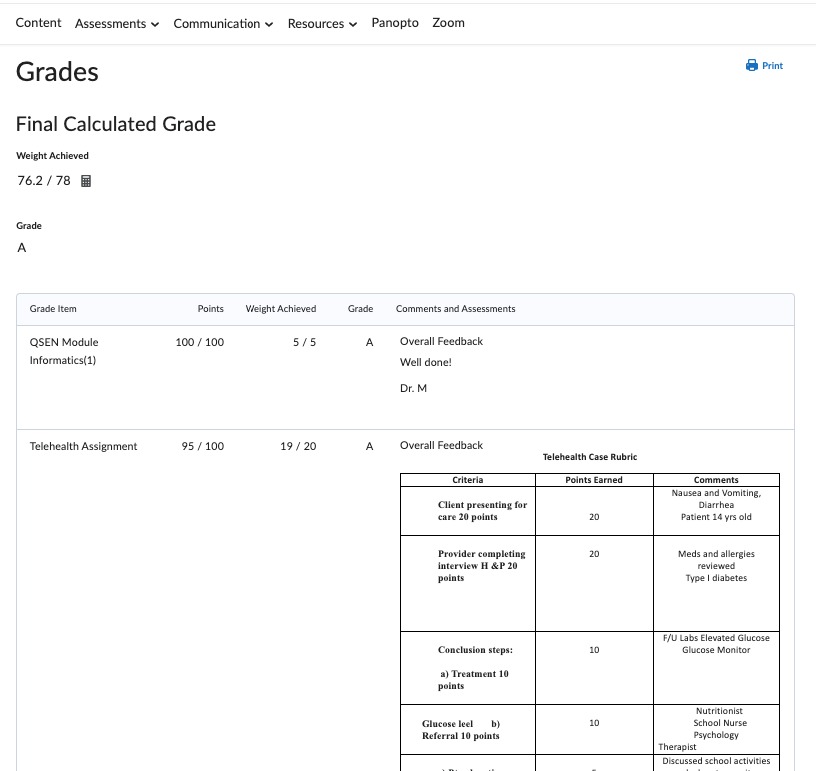 Content Assessments Communication Resources Panopto Zoom
Grades
Print
Final Calculated Grade
Weight Achieved
76.2 / 78
Grade
A
Grade Item Points Weight Achieved Grade Comments and Assessments
QSEN Module 100 / 100 5 / 5 A Overall Feedback
Informatics(1)
Well done!
Dr. M
Telehealth Assignment 95 / 100 19 / 20 A Overall Feedback
Telehealth Case Rubric
Criteria Points Earned Comments
Client presenting for
care 20 points
20
Nausea and Vomiting,
Diarrhea
Patient 14 yrs old
Provider completing
interview H &P 20
points
20
Meds and allergies
reviewed
Type I diabetes
Conclusion steps:
a) Treatment 10
points
10
F/U Labs Elevated Glucose
Glucose Monitor
Glucose leel b)
Referral 10 points
10
Nutritionist
School Nurse
Psychology
Therapist
Discussed school activities